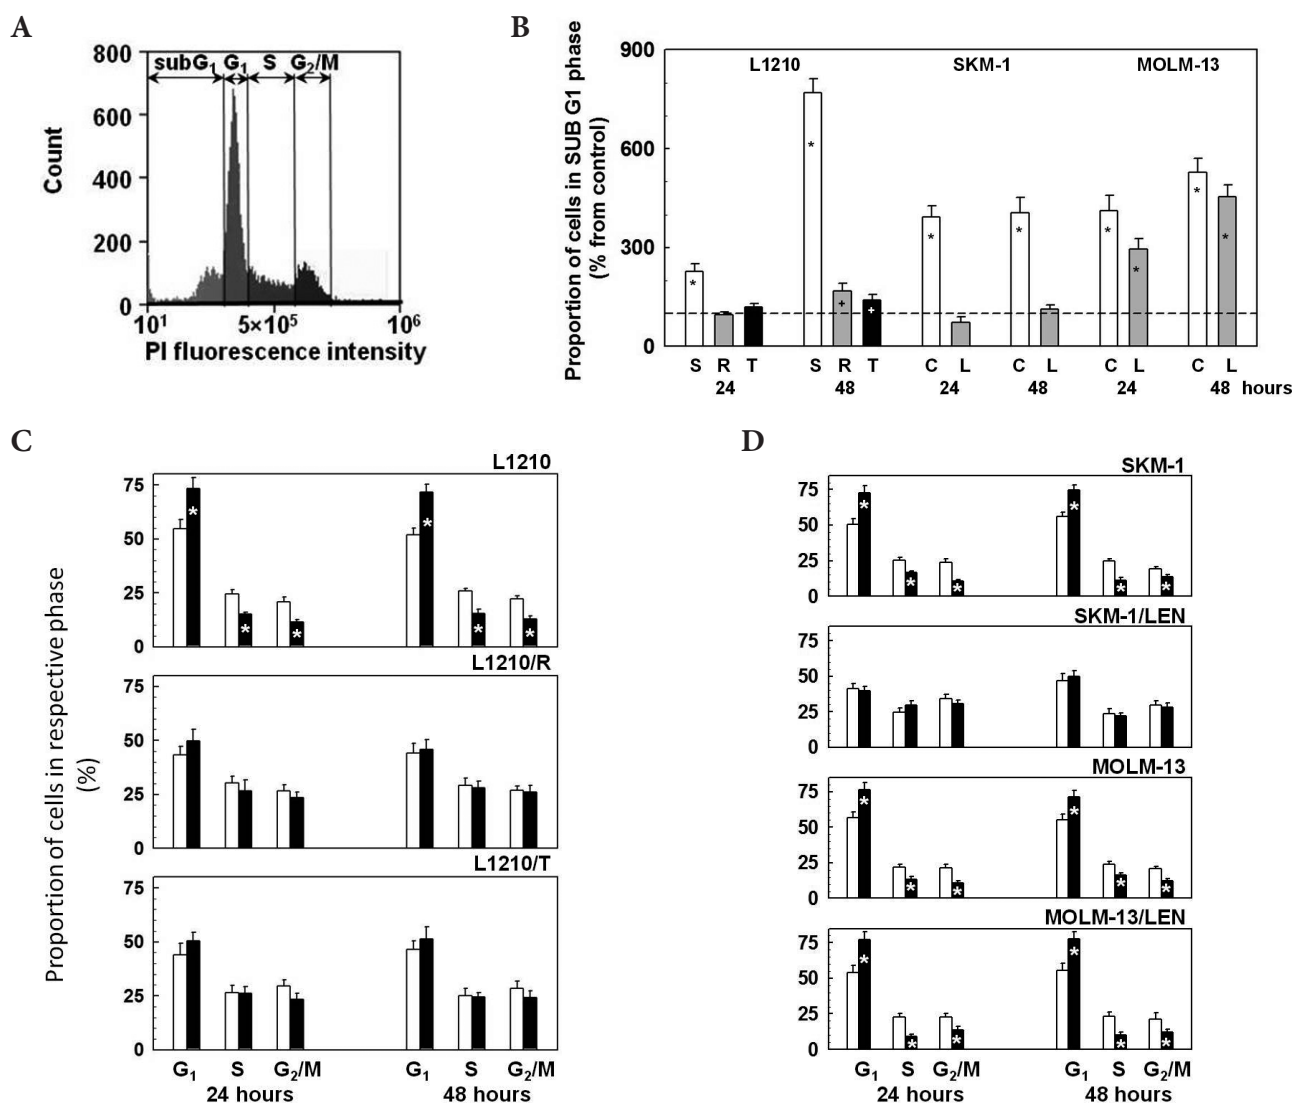 A
800
600
400
200
0
Count
subG1 G1 S G2/M
10¹ 5×10⁵ 10⁶
PI fluorescence intensity
B
Proportion of cells in SUB G1 phase
(% from control)
900
600
300
0
L1210 SKM-1 MOLM-13
* * * * * * * *
+ +
S R T S R T C L C L C L C L
24 48 24 48 24 48 hours
C
Proportion of cells in respective phase
(%)
L1210
75
50
25
0
* * * * * *
L1210/R
75
50
25
0
L1210/T
75
50
25
0
G1 S G2/M G1 S G2/M
24 hours 48 hours
D
SKM-1
75
50
25
0
* * * * * *
SKM-1/LEN
75
50
25
0
MOLM-13
75
50
25
0
* * * * * *
MOLM-13/LEN
75
50
25
0
* * * * * *
G1 S G2/M G1 S G2/M
24 hours 48 hours